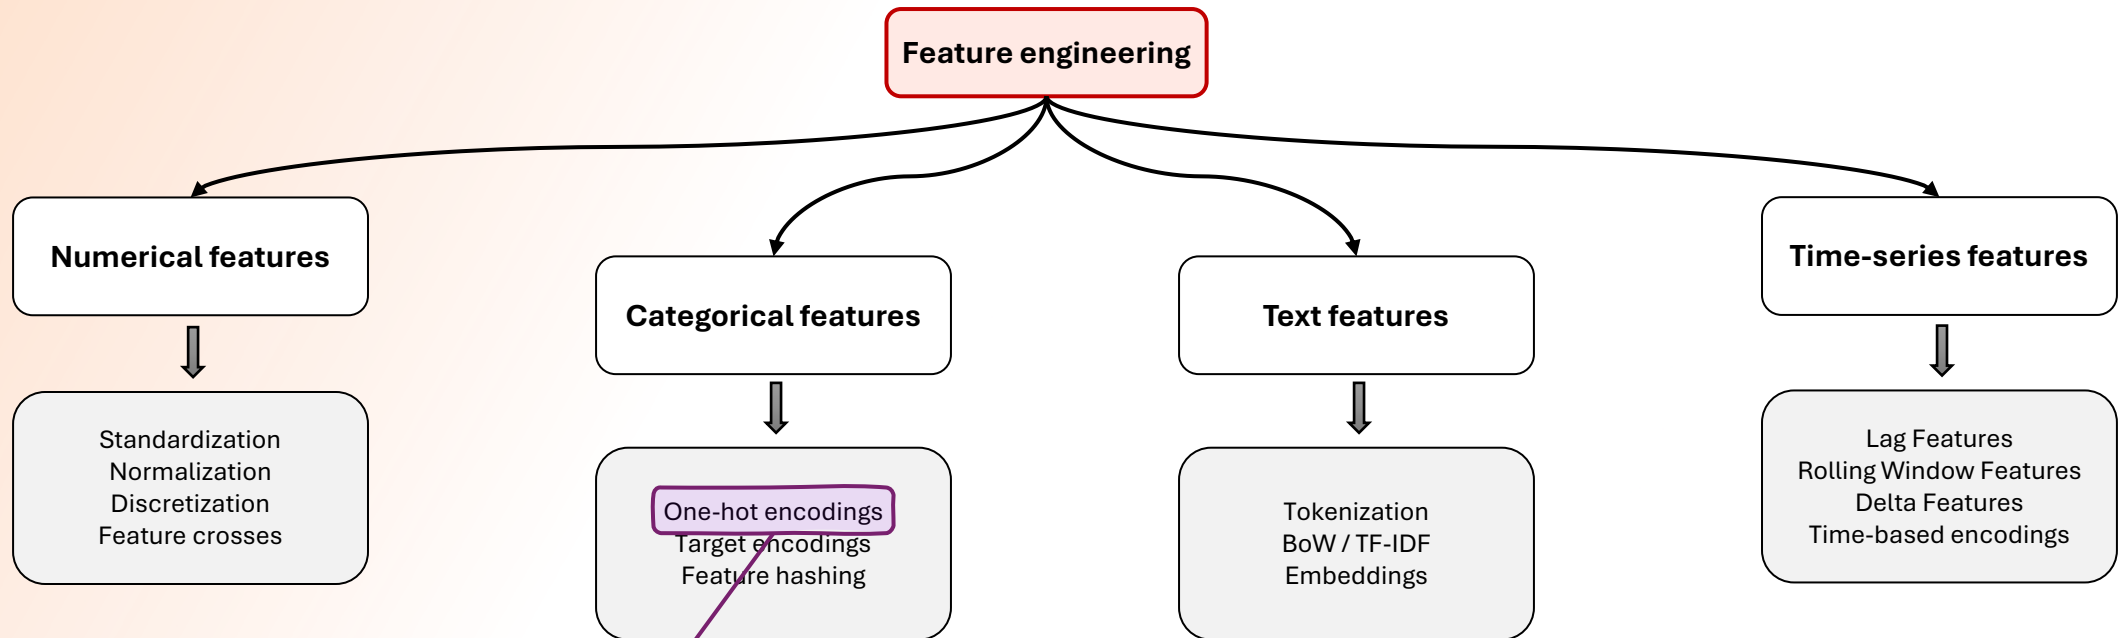 Feature engineering
Numerical features
Standardization
Normalization
Discretization
Feature crosses
Categorical features
One-hot encodings
Target encodings
Feature hashing
Text features
Tokenization
BoW / TF-IDF
Embeddings
Time-series features
Lag Features
Rolling Window Features
Delta Features
Time-based encodings